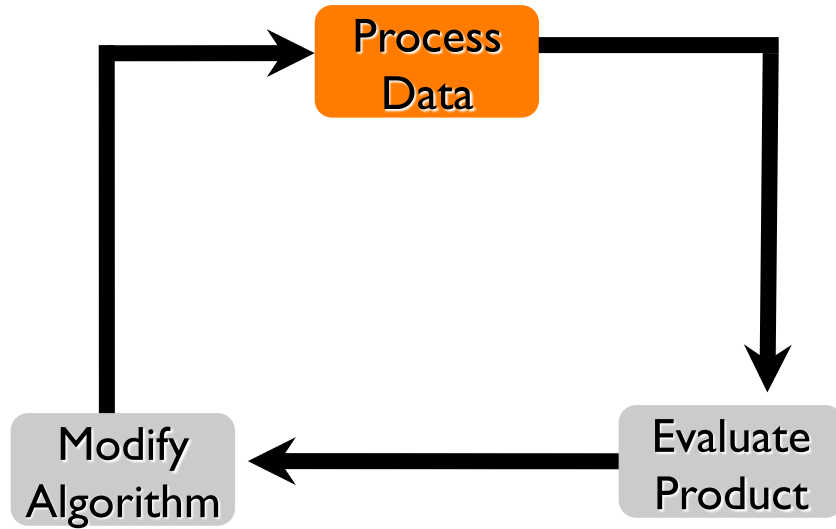 Process
Data
Evaluate
Product
Modify
Algorithm